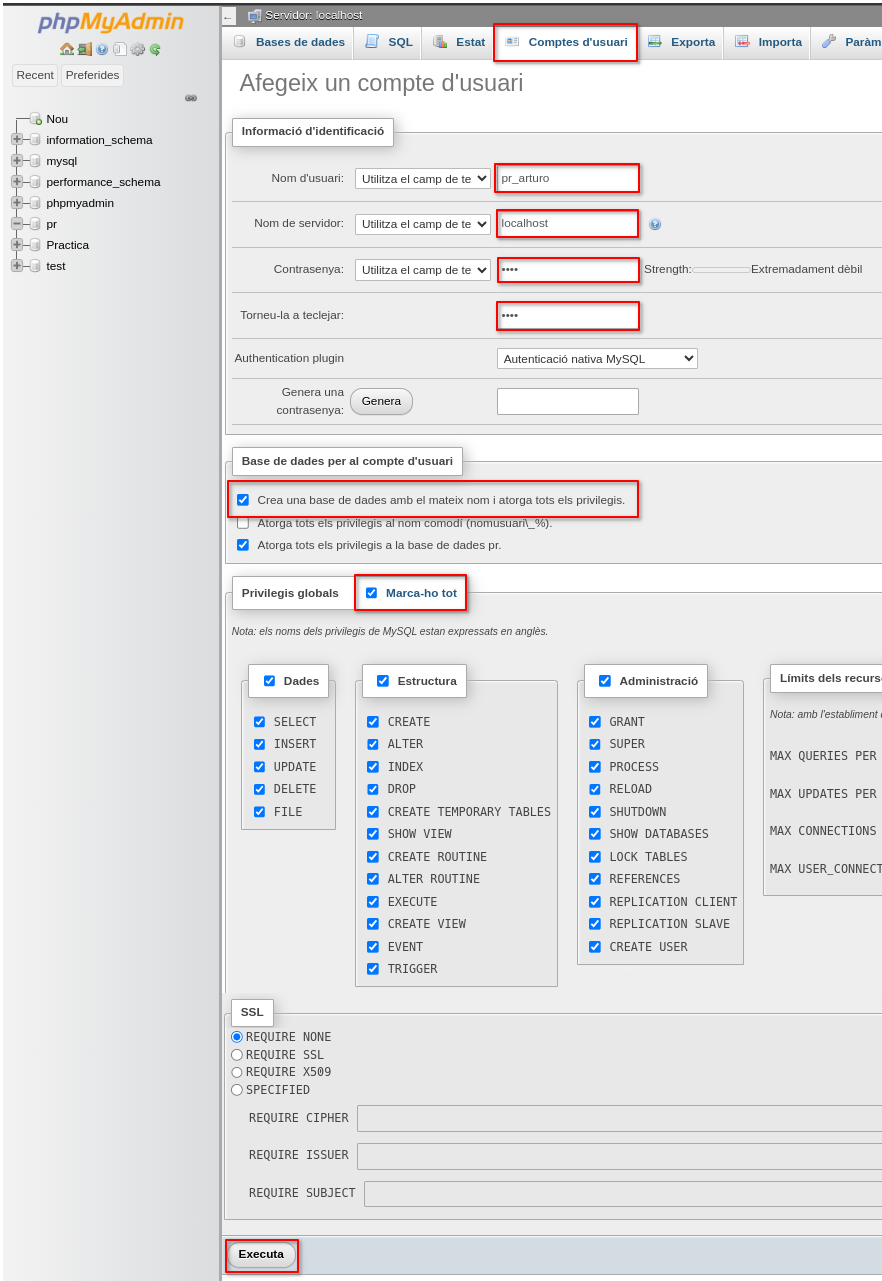 phpMyAdmin
Recent Preferides
Nou
information_schema
mysql
performance_schema
phpmyadmin
pr
Practica
test
← Servidor: localhost
Bases de dades SQL Estat Comptes d'usuari Exporta Importa Paràm
Afegeix un compte d'usuari
Informació d'identificació
Nom d'usuari: Utilitza el camp de te pr_arturo
Nom de servidor: Utilitza el camp de te localhost
Contrasenya: Utilitza el camp de te •••• Strength: Extremadament dèbil
Torneu-la a teclejar: ••••
Authentication plugin Autenticació nativa MySQL
Genera una
contrasenya: Genera
Base de dades per al compte d'usuari
Crea una base de dades amb el mateix nom i atorga tots els privilegis.
Atorga tots els privilegis al nom comodí (nomusuari\_%).
Atorga tots els privilegis a la base de dades pr.
Privilegis globals Marca-ho tot
Nota: els noms dels privilegis de MySQL estan expressats en anglès.
Dades
SELECT
INSERT
UPDATE
DELETE
FILE
Estructura
CREATE
ALTER
INDEX
DROP
CREATE TEMPORARY TABLES
SHOW VIEW
CREATE ROUTINE
ALTER ROUTINE
EXECUTE
CREATE VIEW
EVENT
TRIGGER
Administració
GRANT
SUPER
PROCESS
RELOAD
SHUTDOWN
SHOW DATABASES
LOCK TABLES
REFERENCES
REPLICATION CLIENT
REPLICATION SLAVE
CREATE USER
Límits dels recurs
Nota: amb l'establiment
MAX QUERIES PER
MAX UPDATES PER
MAX CONNECTIONS
MAX USER_CONNECT
SSL
REQUIRE NONE
REQUIRE SSL
REQUIRE X509
SPECIFIED
REQUIRE CIPHER
REQUIRE ISSUER
REQUIRE SUBJECT
Executa